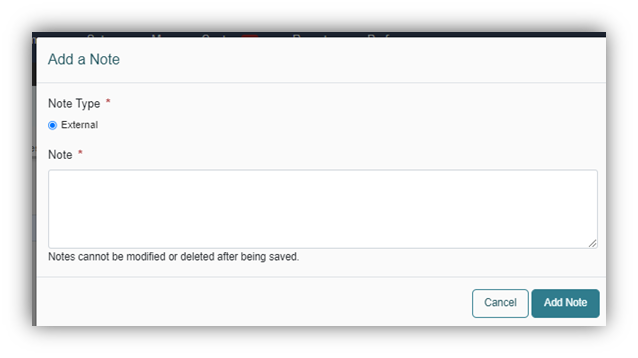 Add a Note
Note Type *
External
Note *
Notes cannot be modified or deleted after being saved.
Cancel Add Note